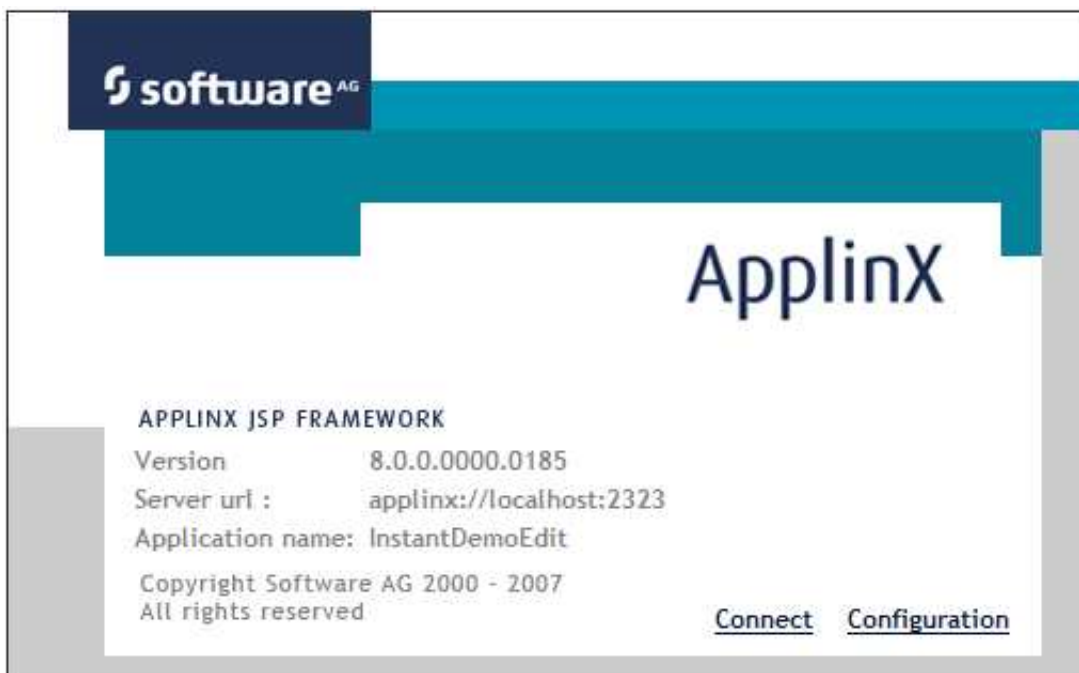 software AG
ApplinX
APPLINX JSP FRAMEWORK
Version 8.0.0.0000.0185
Server url : applinx://localhost:2323
Application name: InstantDemoEdit
Copyright Software AG 2000 - 2007
All rights reserved
Connect Configuration